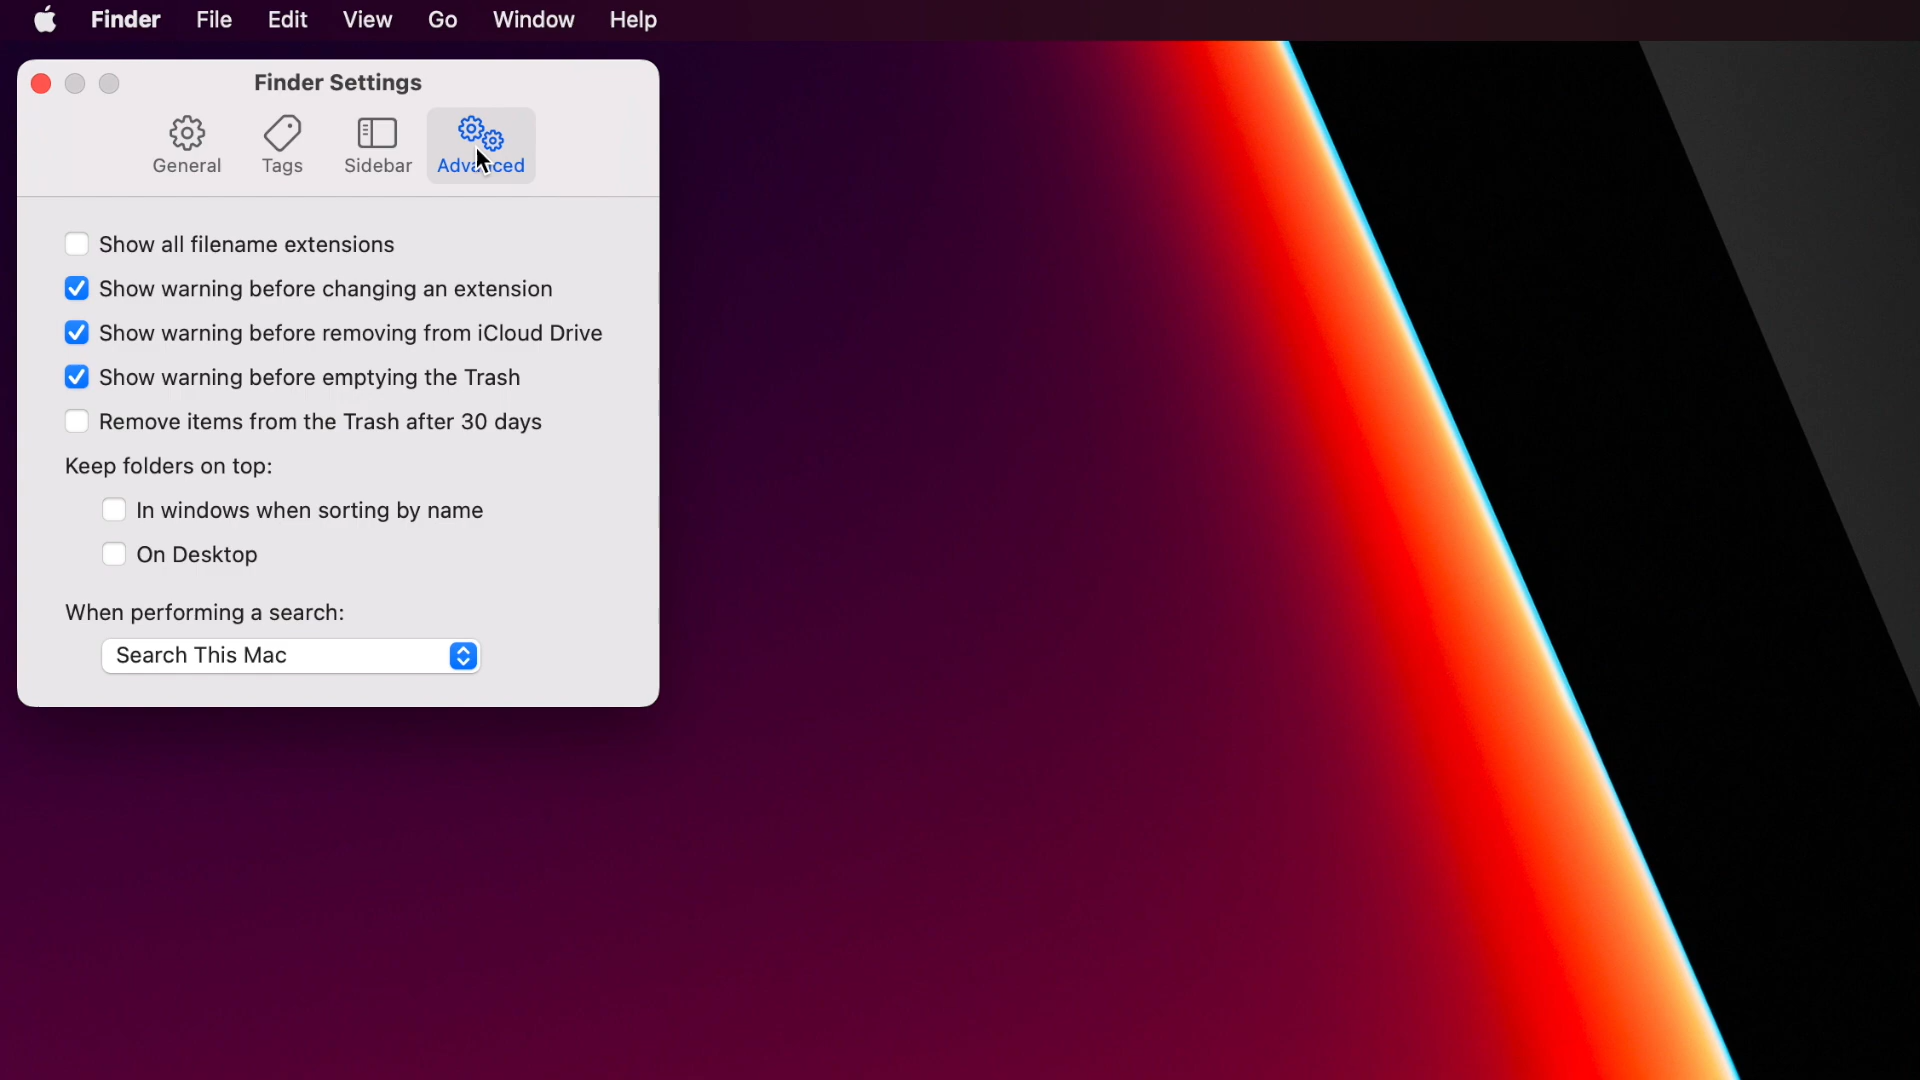 Finder File Edit View Go Window Help
Finder Settings
General Tags Sidebar Advanced
Show all filename extensions
Show warning before changing an extension
Show warning before removing from iCloud Drive
Show warning before emptying the Trash
Remove items from the Trash after 30 days
Keep folders on top:
In windows when sorting by name
On Desktop
When performing a search:
Search This Mac